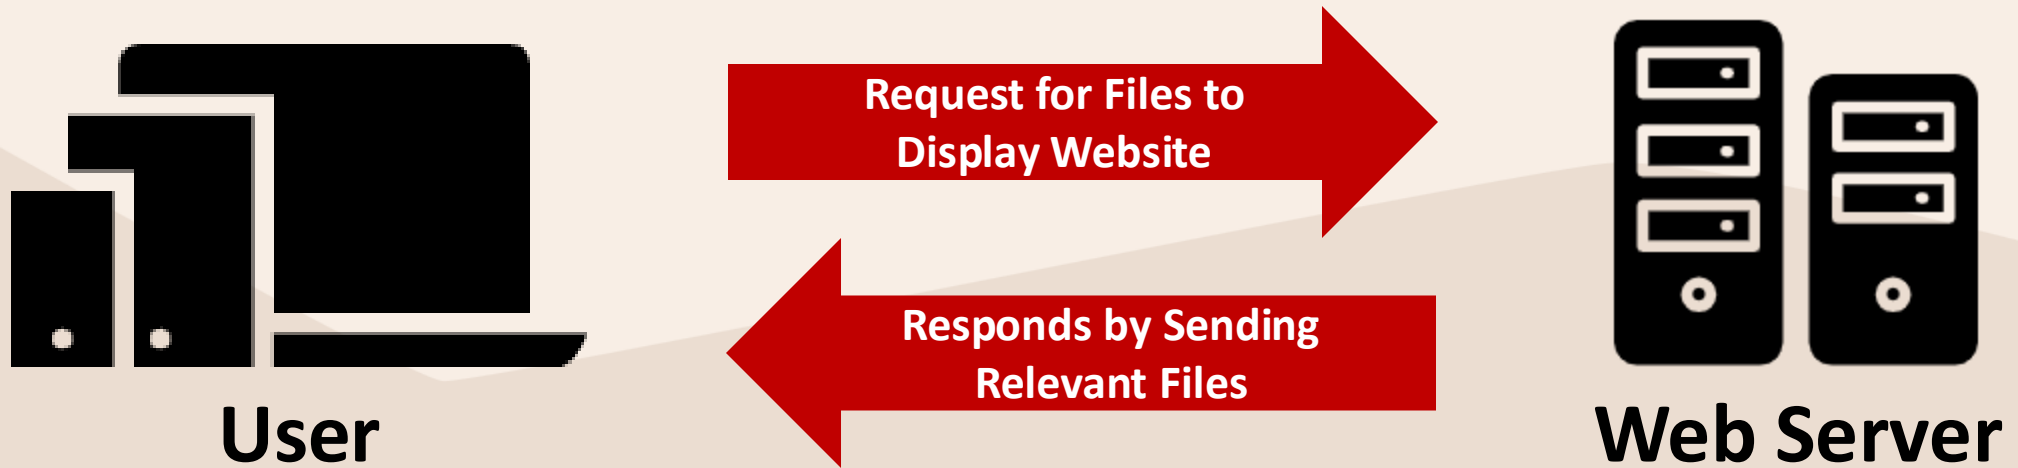 Request for Files to
Display Website
Responds by Sending
Relevant Files
User
Web Server